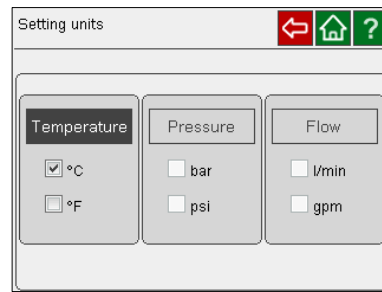 Setting units
?
Temperature
Pressure
Flow
°C
bar
l/min
°F
psi
gpm